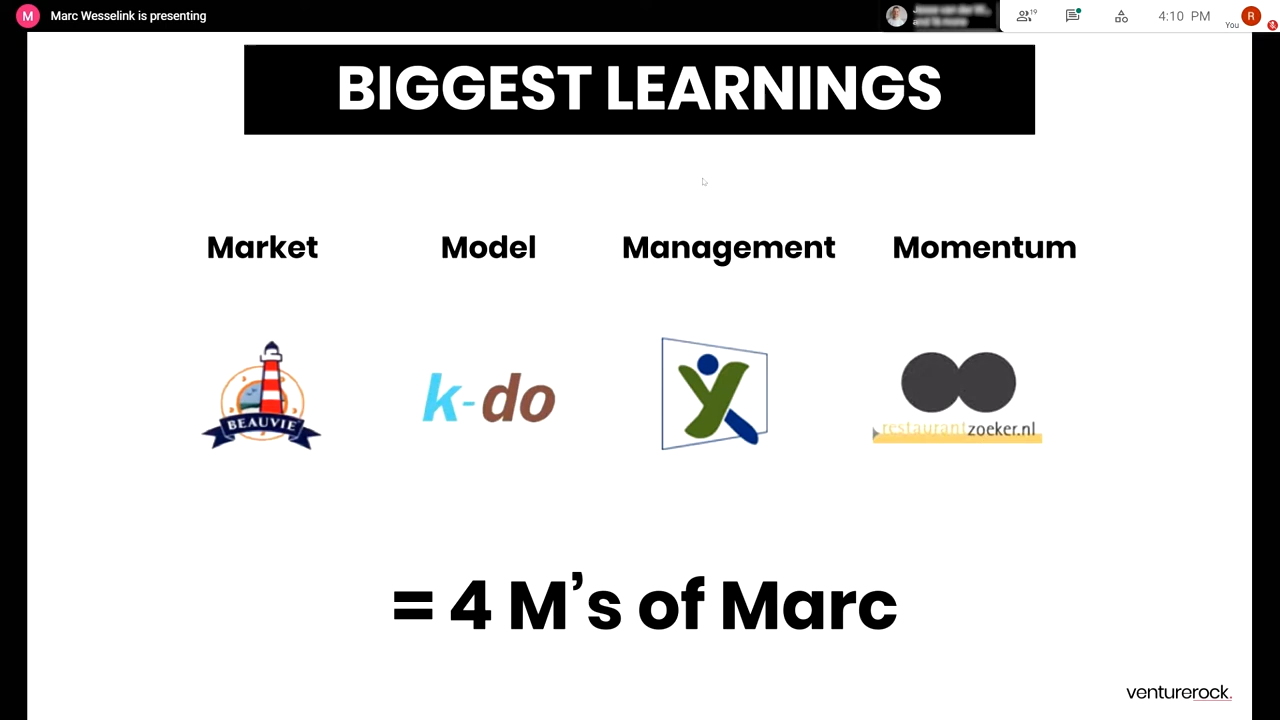 M Marc Wesselink is presenting
19
4:10 PM
You
R
BIGGEST LEARNINGS
Market Model Management Momentum
BEAUVIE
k-do
restaurantzoeker.nl
= 4 M’s of Marc
venturerock.